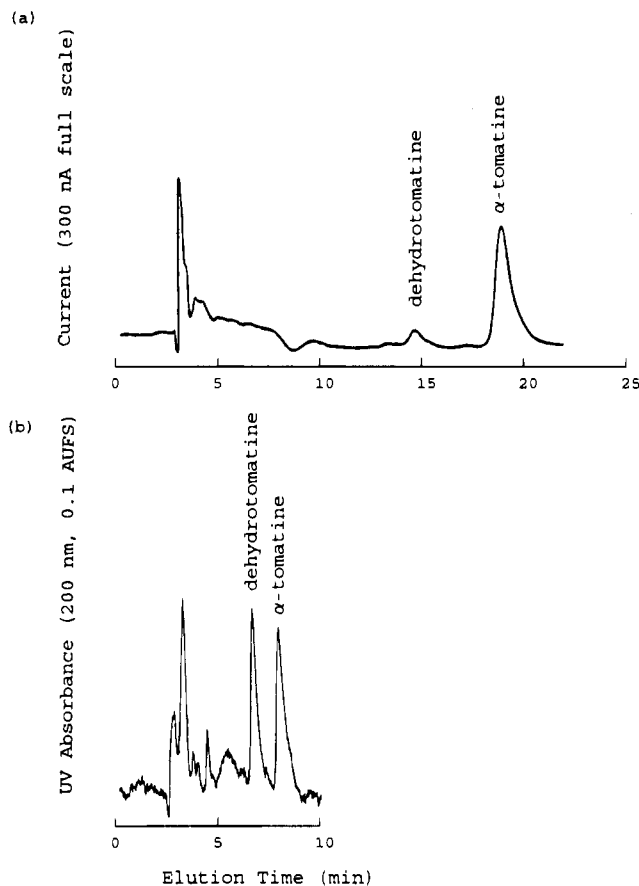 (a)
Current (300 nA full scale)
dehydrotomatine
α-tomatine
0 5 10 15 20 25
(b)
UV Absorbance (200 nm, 0.1 AUFS)
dehydrotomatine
α-tomatine
0 5 10
Elution Time (min)